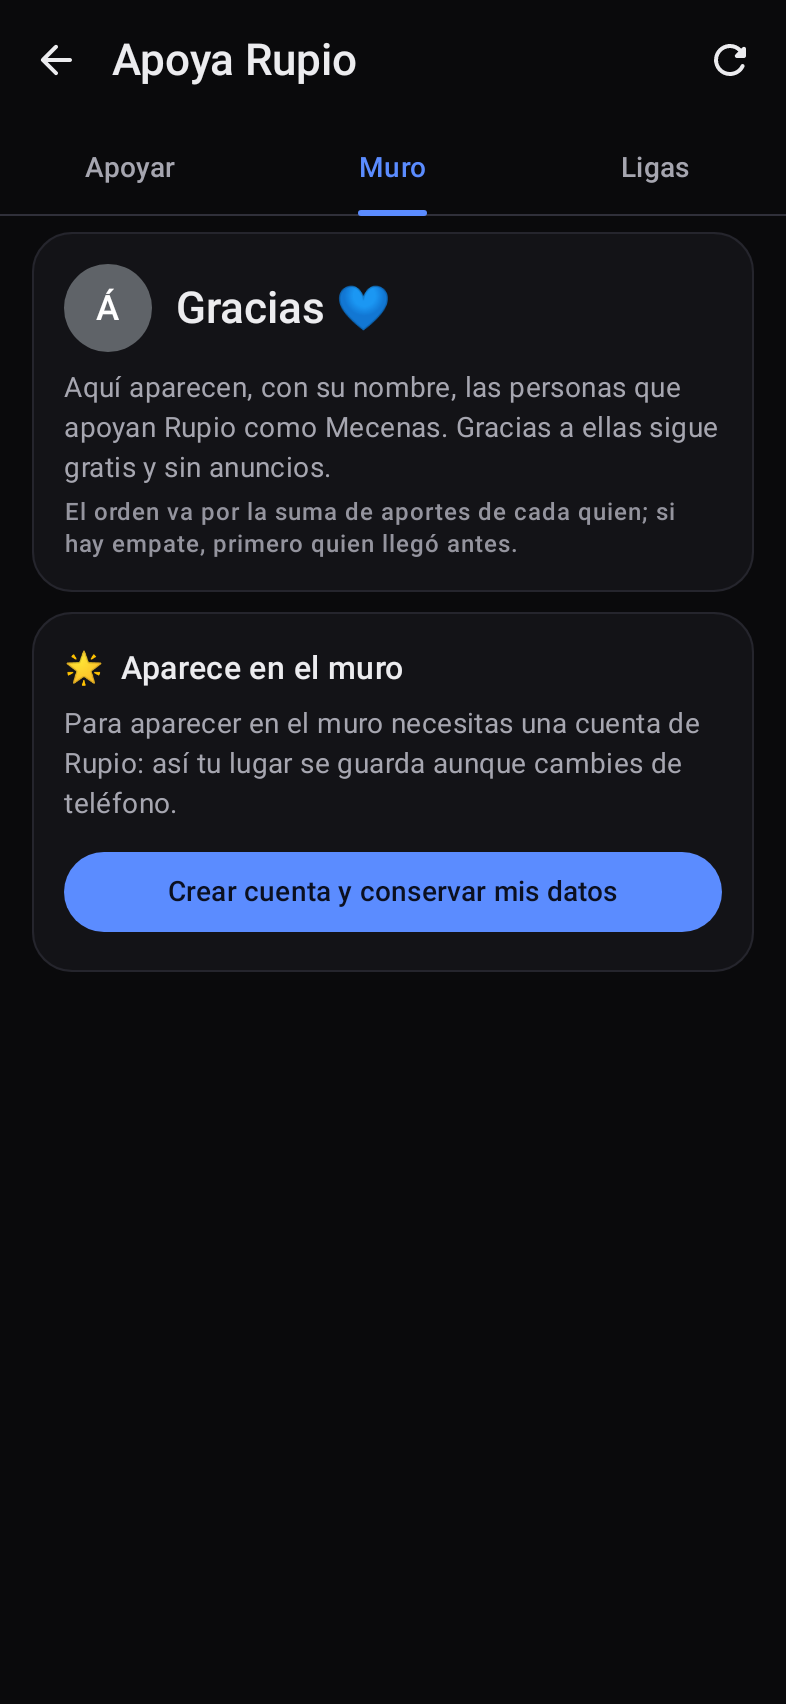 Apoya Rupio
Apoyar
Muro
Ligas
Á
Gracias 💙
Aquí aparecen, con su nombre, las personas que
apoyan Rupio como Mecenas. Gracias a ellas sigue
gratis y sin anuncios.
El orden va por la suma de aportes de cada quien; si
hay empate, primero quien llegó antes.
🌟 Aparece en el muro
Para aparecer en el muro necesitas una cuenta de
Rupio: así tu lugar se guarda aunque cambies de
teléfono.
Crear cuenta y conservar mis datos